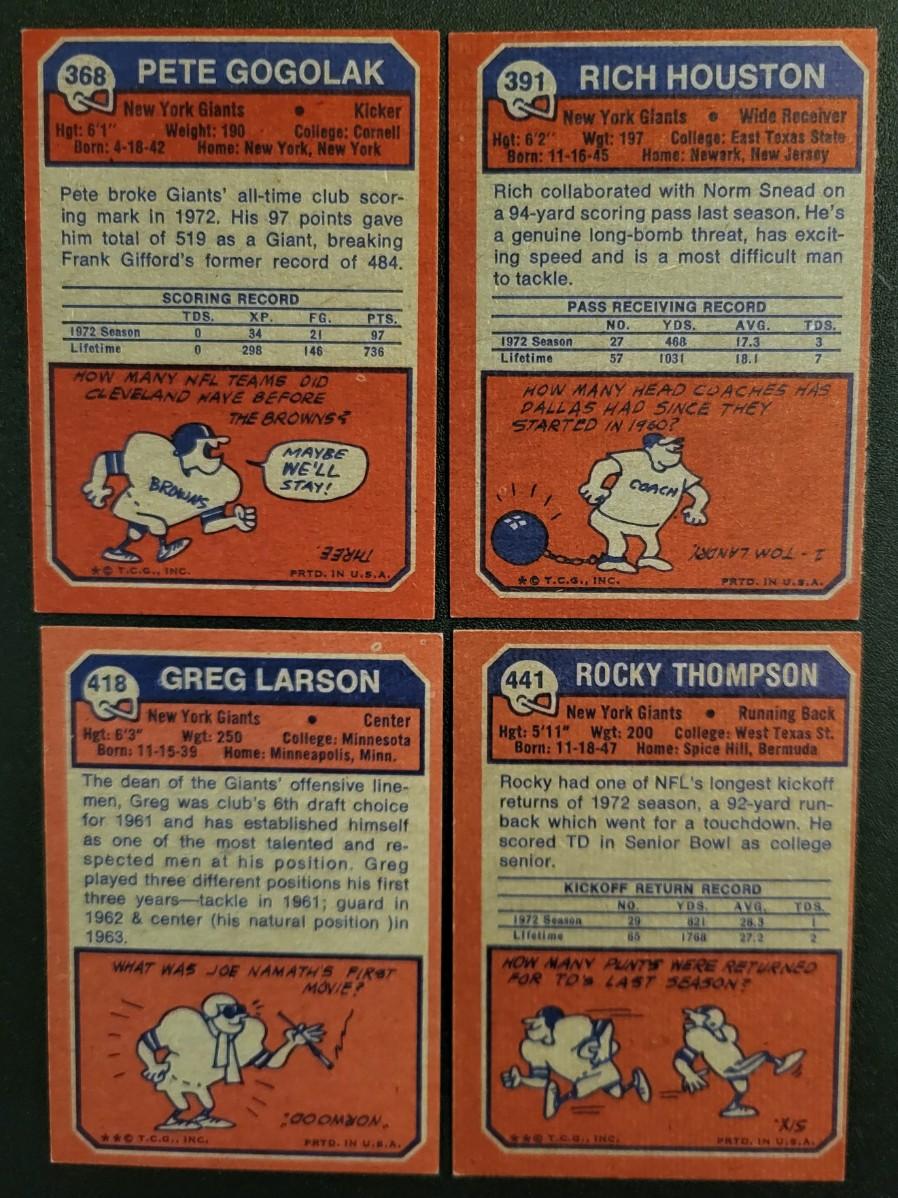 368
PETE GOGOLAK
New York Giants • Kicker
Hgt: 6'1" Weight: 190 College: Cornell
Born: 4-18-42 Home: New York, New York
Pete broke Giants' all-time club scor-
ing mark in 1972. His 97 points gave
him total of 519 as a Giant, breaking
Frank Gifford's former record of 484.
SCORING RECORD
TDS. XP. FG. PTS.
1972 Season 0 34 21 97
Lifetime 0 298 146 736
HOW MANY NFL TEAMS DID
CLEVELAND HAVE BEFORE
THE BROWNS?
MAYBE
WE'LL
STAY!
BROWNS
THREE.
★© T.C.G., INC. PRTD. IN U.S.A.
391
RICH HOUSTON
New York Giants • Wide Receiver
Hgt: 6'2" Wgt: 197 College: East Texas State
Born: 11-16-45 Home: Newark, New Jersey
Rich collaborated with Norm Snead on
a 94-yard scoring pass last season. He's
a genuine long-bomb threat, has excit-
ing speed and is a most difficult man
to tackle.
PASS RECEIVING RECORD
NO. YDS. AVG. TDS.
1972 Season 27 468 17.3 3
Lifetime 57 1031 18.1 7
HOW MANY HEAD COACHES HAS
DALLAS HAD SINCE THEY
STARTED IN 1960?
COACH
1 - TOM LANDRY.
★© T.C.G., INC. PRTD. IN U.S.A.
418
GREG LARSON
New York Giants • Center
Hgt: 6'3" Wgt: 250 College: Minnesota
Born: 11-15-39 Home: Minneapolis, Minn.
The dean of the Giants' offensive line-
men, Greg was club's 6th draft choice
for 1961 and has established himself
as one of the most talented and re-
spected men at his position. Greg
played three different positions his first
three years—tackle in 1961; guard in
1962 & center (his natural position )in
1963.
WHAT WAS JOE NAMATH'S FIRST
MOVIE?
"NORWOOD."
★★© T.C.G., INC. PRTD. IN U.S.A.
441
ROCKY THOMPSON
New York Giants • Running Back
Hgt: 5'11" Wgt: 200 College: West Texas St.
Born: 11-18-47 Home: Spice Hill, Bermuda
Rocky had one of NFL's longest kickoff
returns of 1972 season, a 92-yard run-
back which went for a touchdown. He
scored TD in Senior Bowl as college
senior.
KICKOFF RETURN RECORD
NO. YDS. AVG. TDS.
1972 Season 29 821 28.3 1
Lifetime 65 1768 27.2 2
HOW MANY PUNTS WERE RETURNED
FOR TD'S LAST SEASON?
SIX.
★★© T.C.G., INC. PRTD. IN U.S.A.